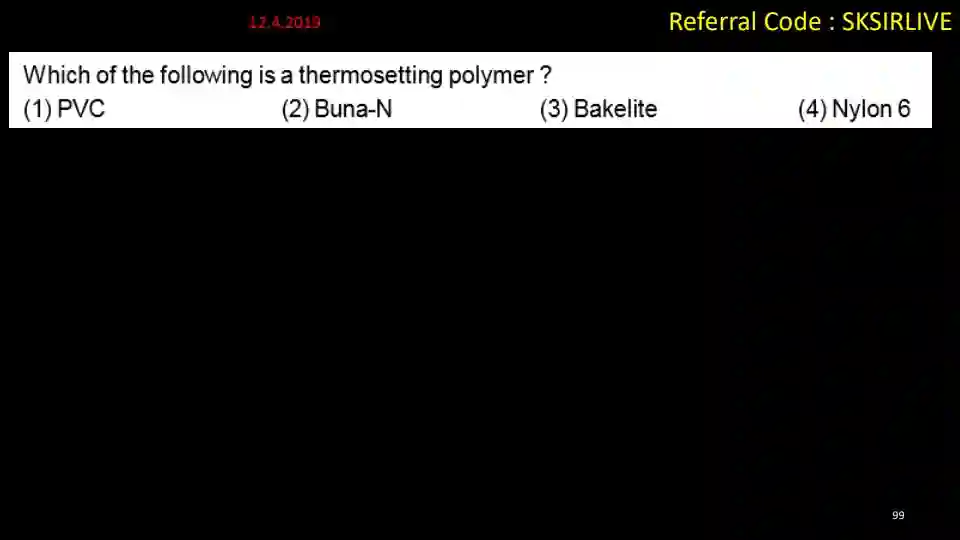 12.4.2019
Referral Code : SKSIRLIVE
Which of the following is a thermosetting polymer ?
(1) PVC (2) Buna-N (3) Bakelite (4) Nylon 6
99